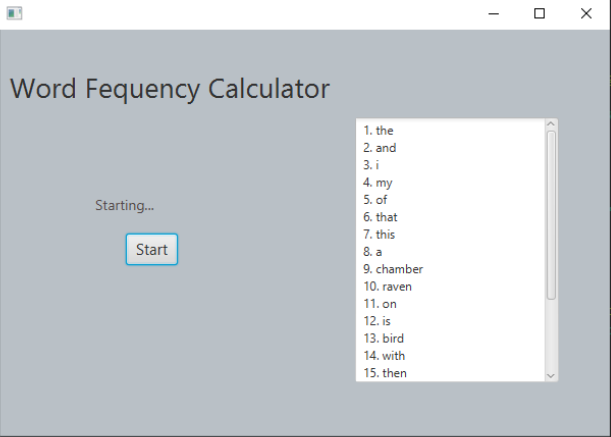 Word Fequency Calculator
Starting...
Start
1. the
2. and
3. i
4. my
5. of
6. that
7. this
8. a
9. chamber
10. raven
11. on
12. is
13. bird
14. with
15. then